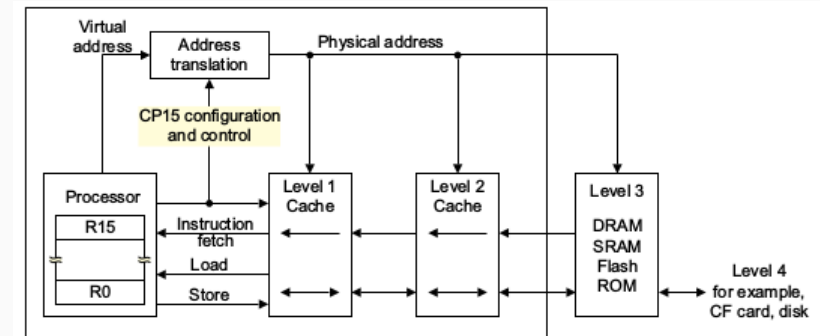 Virtual
address
Address
translation
Physical address
CP15 configuration
and control
Processor
R15
R0
Instruction
fetch
Load
Store
Level 1
Cache
Level 2
Cache
Level 3
DRAM
SRAM
Flash
ROM
Level 4
for example,
CF card, disk